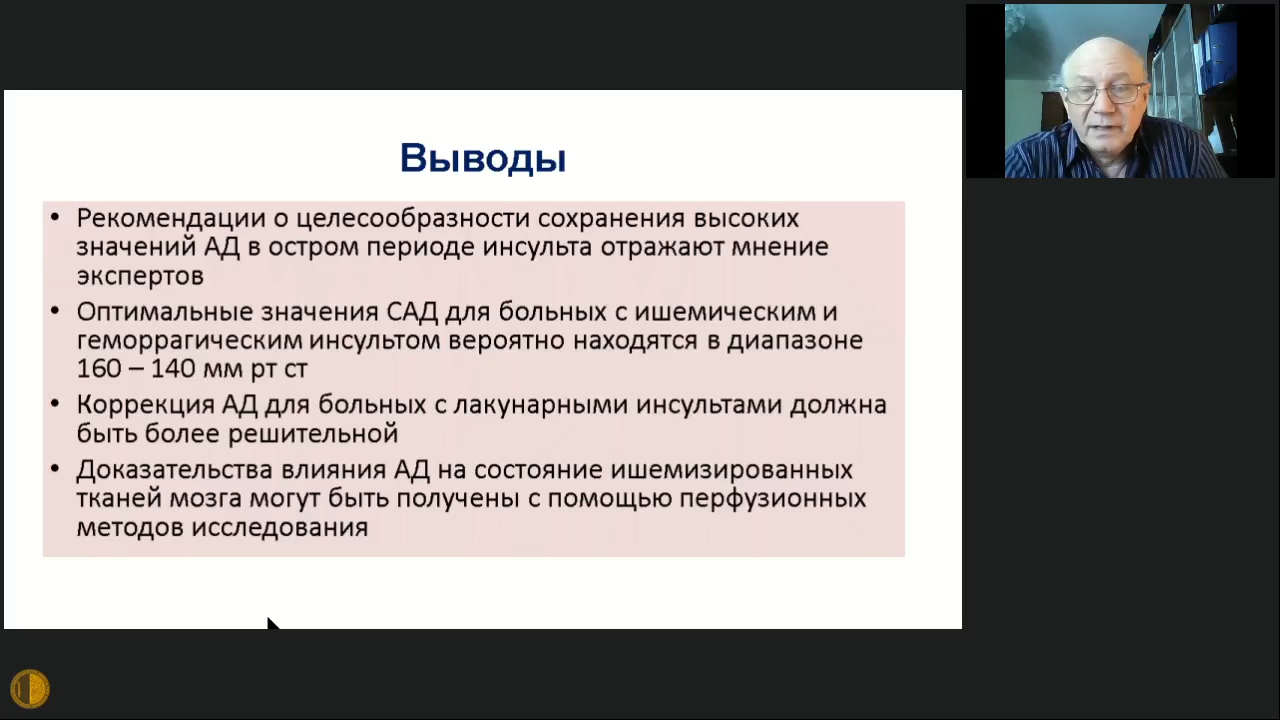 Выводы
• Рекомендации о целесообразности сохранения высоких
значений АД в остром периоде инсульта отражают мнение
экспертов
• Оптимальные значения САД для больных с ишемическим и
геморрагическим инсультом вероятно находятся в диапазоне
160 – 140 мм рт ст
• Коррекция АД для больных с лакунарными инсультами должна
быть более решительной
• Доказательства влияния АД на состояние ишемизированных
тканей мозга могут быть получены с помощью перфузионных
методов исследования